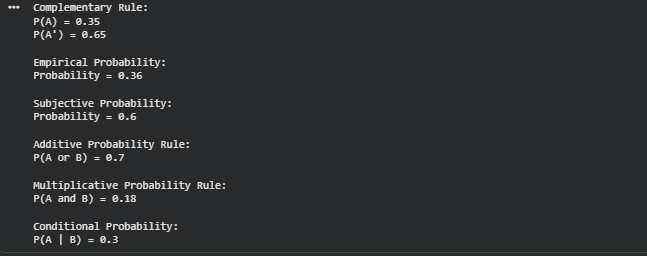 Complementary Rule:
P(A) = 0.35
P(A') = 0.65
Empirical Probability:
Probability = 0.36
Subjective Probability:
Probability = 0.6
Additive Probability Rule:
P(A or B) = 0.7
Multiplicative Probability Rule:
P(A and B) = 0.18
Conditional Probability:
P(A | B) = 0.3